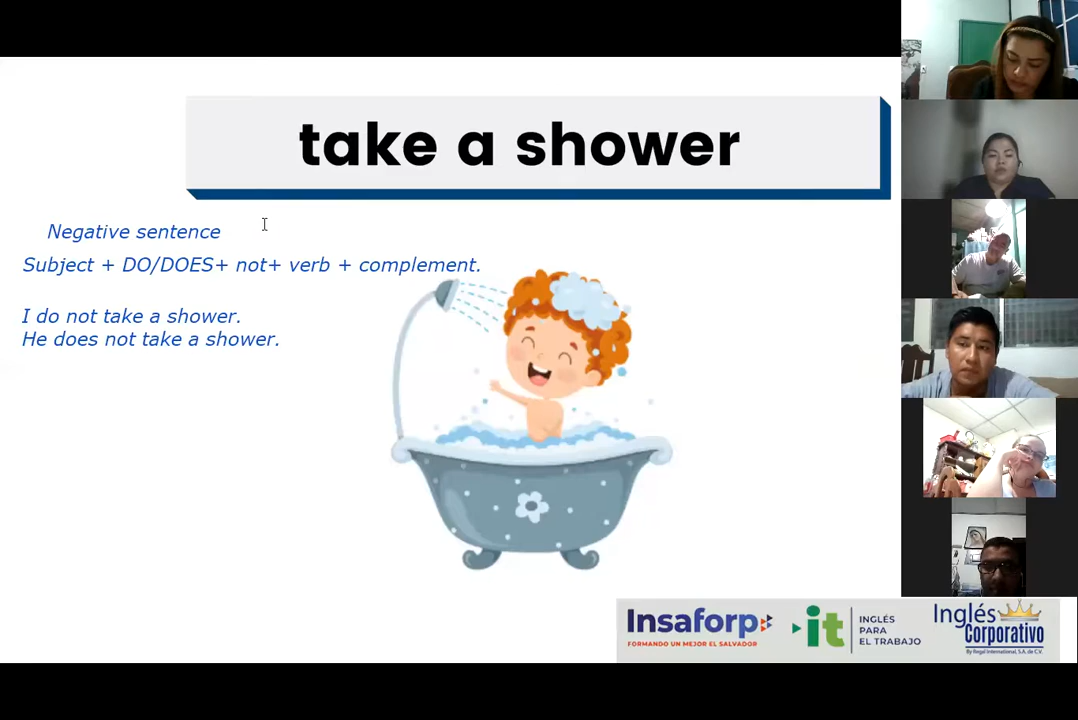 take a shower
Negative sentence
Subject + DO/DOES+ not+ verb + complement.
I do not take a shower.
He does not take a shower.
Insaforp
FORMANDO UN MEJOR EL SALVADOR
it
INGLÉS
PARA
EL TRABAJO
Inglés
Corporativo
By Regal International, S.A. de C.V.